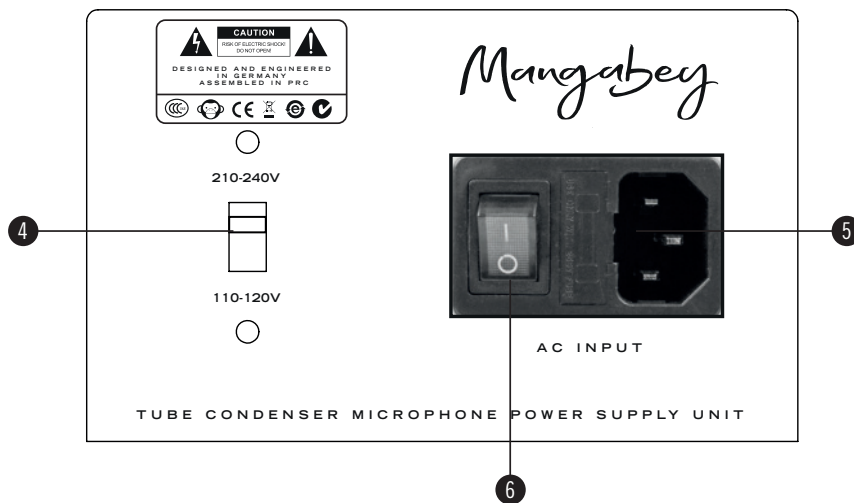 CAUTION
RISK OF ELECTRIC SHOCK!
DO NOT OPEN!
DESIGNED AND ENGINEERED
IN GERMANY
ASSEMBLED IN PRC
CE
Mangabey
210-240V
4
5
110-120V
AC INPUT
TUBE CONDENSER MICROPHONE POWER SUPPLY UNIT
6